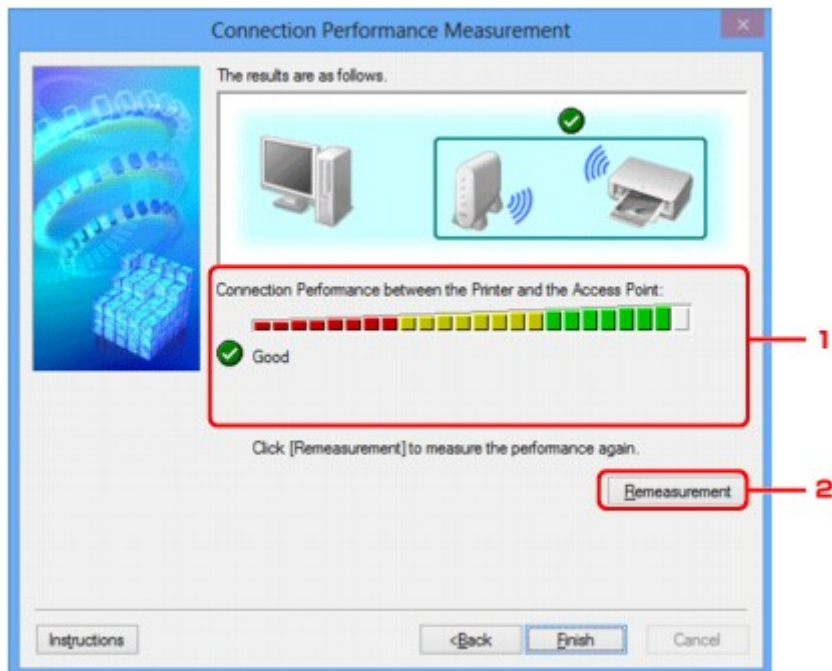 Connection Performance Measurement
The results are as follows.
Connection Performance between the Printer and the Access Point:
Good
1
Click [Remeasurement] to measure the performance again.
Remeasurement
2
Instructions
<Back
Finish
Cancel